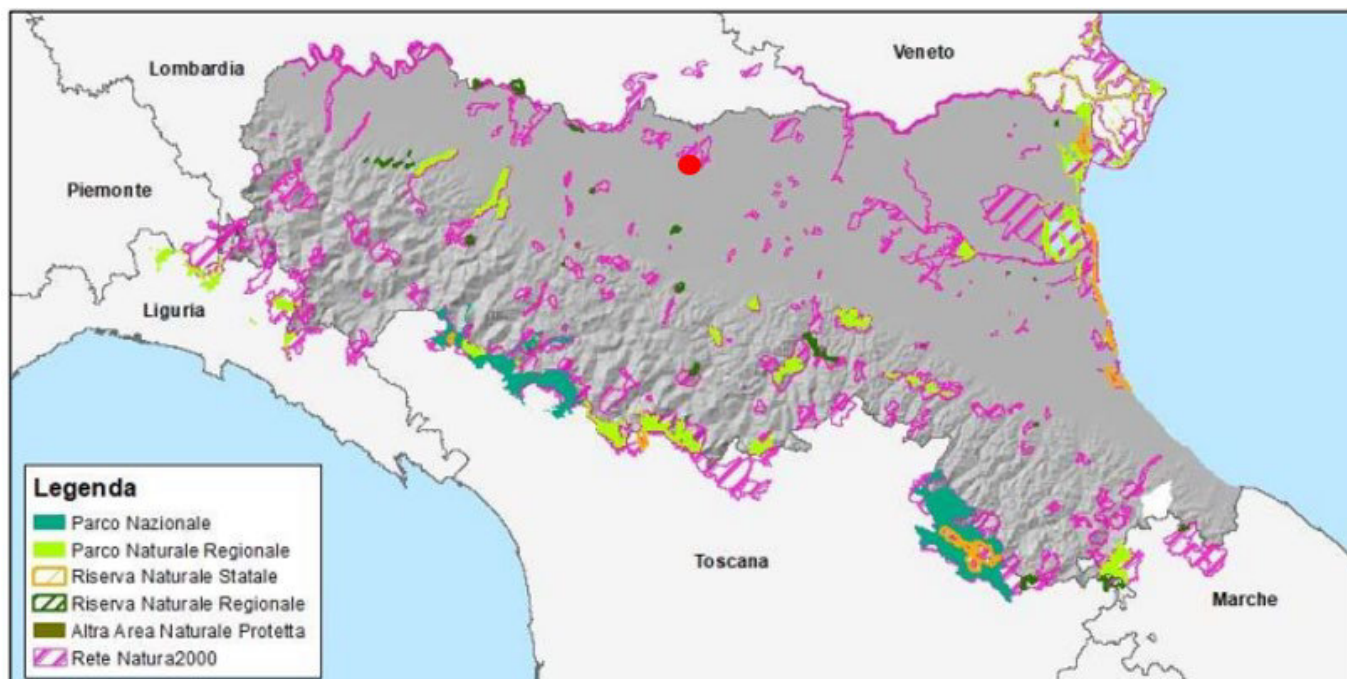 Veneto
Lombardia
Piemonte
Liguria
Toscana
Marche
Legenda
Parco Nazionale
Parco Naturale Regionale
Riserva Naturale Statale
Riserva Naturale Regionale
Altra Area Naturale Protetta
Rete Natura2000